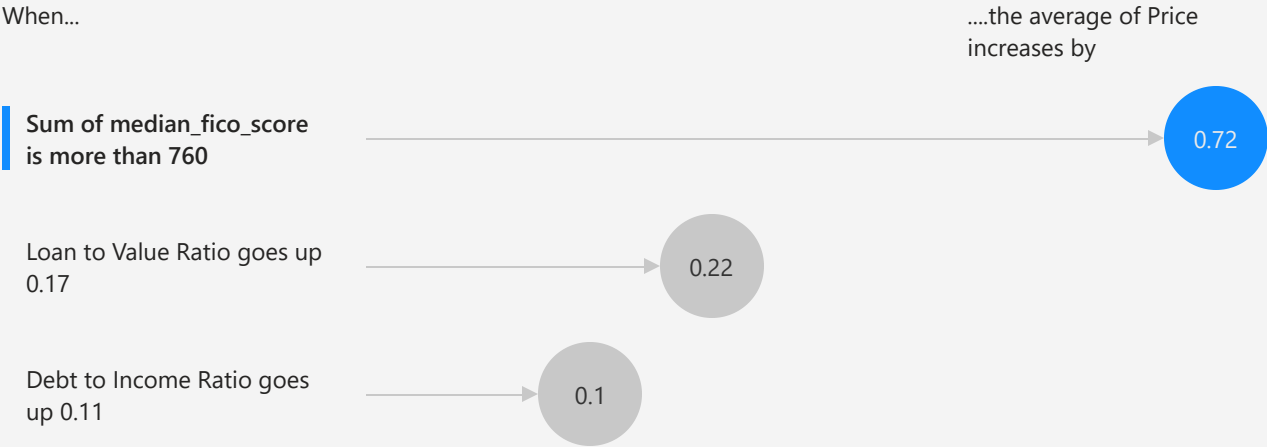 When...
....the average of Price
increases by
Sum of median_fico_score
is more than 760
0.72
Loan to Value Ratio goes up
0.17
0.22
Debt to Income Ratio goes
up 0.11
0.1